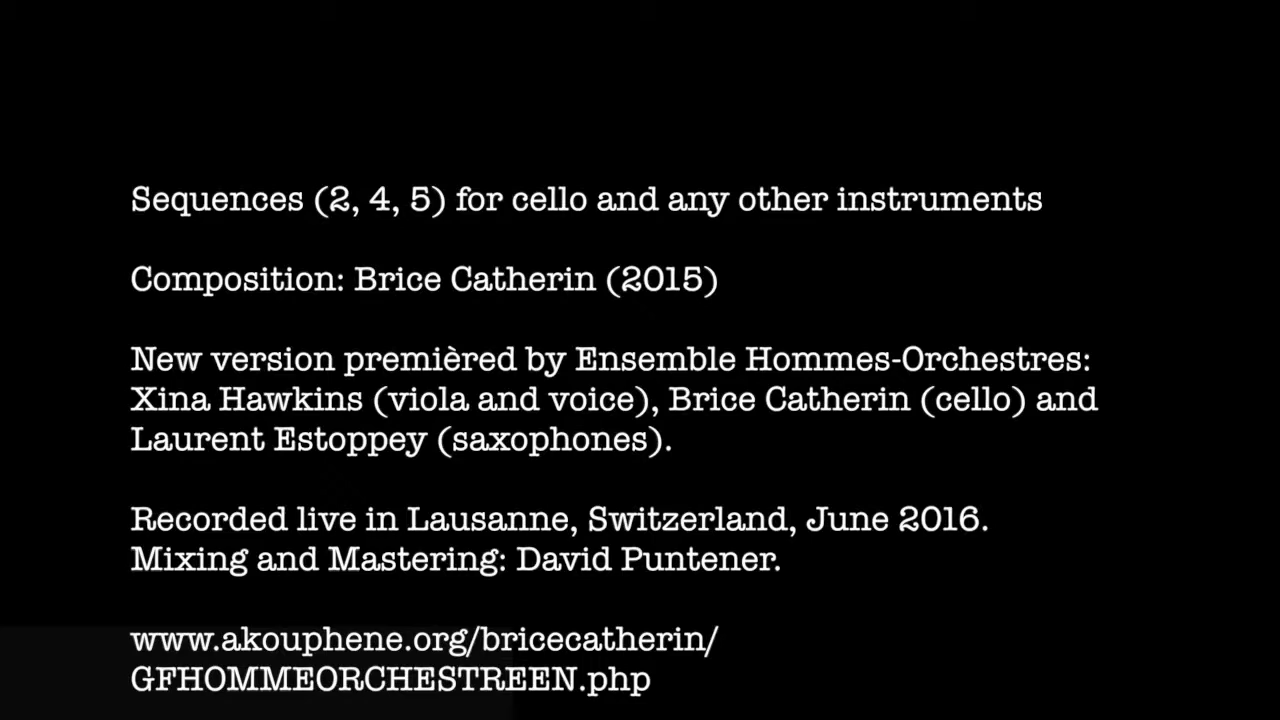 Sequences (2, 4, 5) for cello and any other instruments
Composition: Brice Catherin (2015)
New version premièred by Ensemble Hommes-Orchestres:
Xina Hawkins (viola and voice), Brice Catherin (cello) and
Laurent Estoppey (saxophones).
Recorded live in Lausanne, Switzerland, June 2016.
Mixing and Mastering: David Puntener.
www.akouphene.org/bricecatherin/
GFHOMMEORCHESTREEN.php